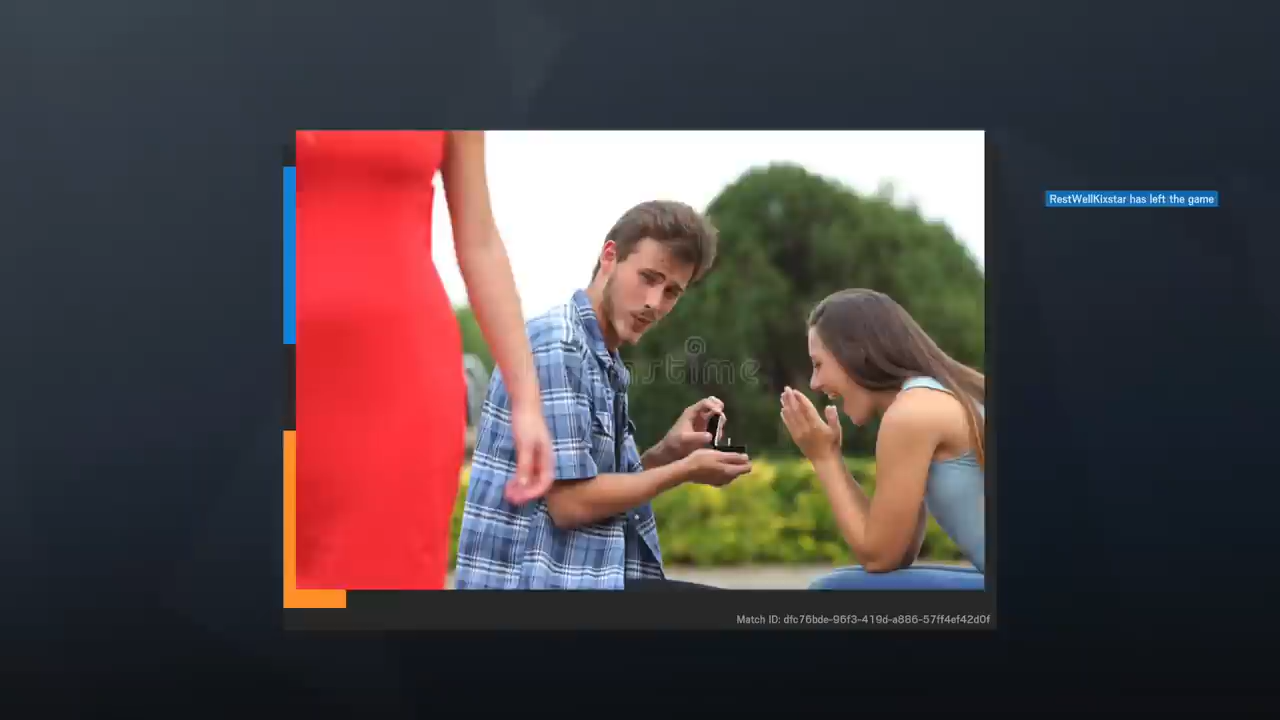 RestWellKixstar has left the game
Match ID: dfc76bde-96f3-419d-a886-57ff4ef42d0f